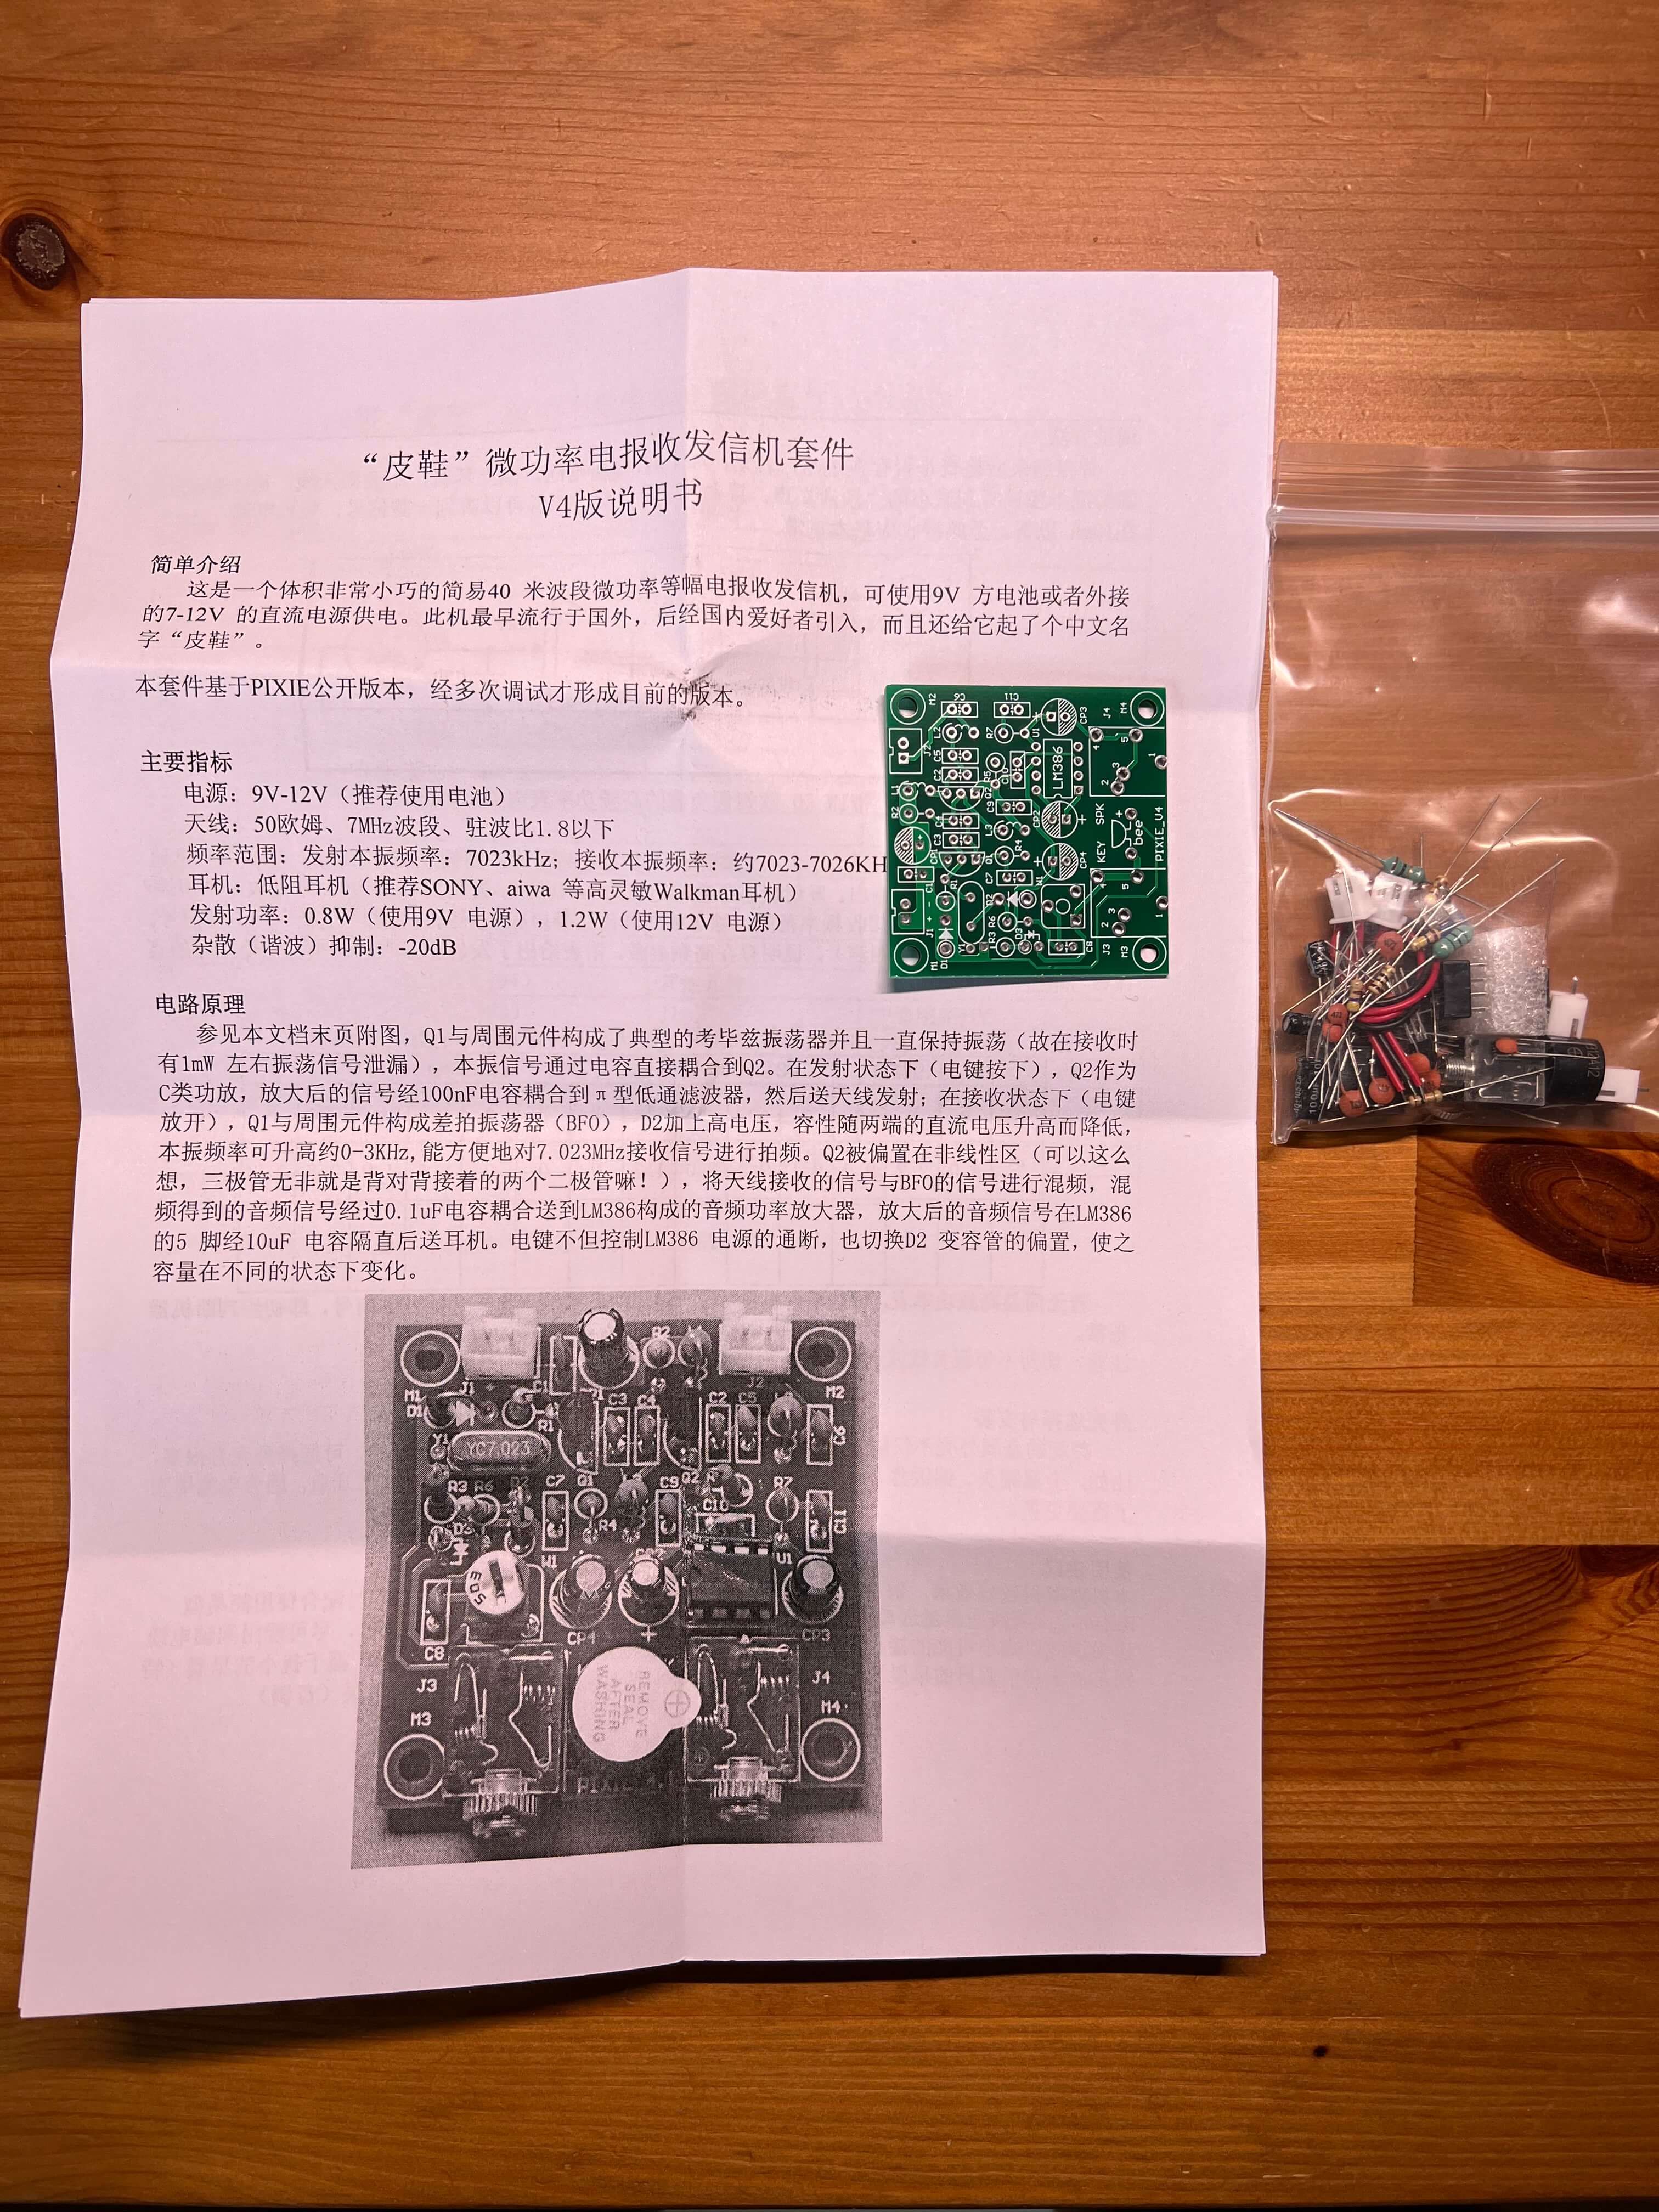 “皮鞋”微功率电报收发信机套件
V4版说明书
简单介绍
这是一个体积非常小巧的简易40 米波段微功率等幅电报收发信机，可使用9V 方电池或者外接
的7-12V 的直流电源供电。此机最早流行于国外，后经国内爱好者引入，而且还给它起了个中文名
字“皮鞋”。
本套件基于PIXIE公开版本，经多次调试才形成目前的版本。
主要指标
电源：9V-12V（推荐使用电池）
天线：50欧姆、7MHz波段、驻波比1.8以下
频率范围：发射本振频率：7023kHz；接收本振频率：约7023-7026KH
耳机：低阻耳机（推荐SONY、aiwa 等高灵敏Walkman耳机）
发射功率：0.8W（使用9V 电源），1.2W（使用12V 电源）
杂散（谐波）抑制：-20dB
电路原理
参见本文档末页附图，Q1与周围元件构成了典型的考毕兹振荡器并且一直保持振荡（故在接收时
有1mW 左右振荡信号泄漏），本振信号通过电容直接耦合到Q2。在发射状态下（电键按下），Q2作为
C类功放，放大后的信号经100nF电容耦合到π型低通滤波器，然后送天线发射；在接收状态下（电键
放开），Q1与周围元件构成差拍振荡器（BFO），D2加上高电压，容性随两端的直流电压升高而降低，
本振频率可升高约0-3KHz,能方便地对7.023MHz接收信号进行拍频。Q2被偏置在非线性区（可以这么
想，三极管无非就是背对背接着的两个二极管嘛！），将天线接收的信号与BFO的信号进行混频，混
频得到的音频信号经过0.1uF电容耦合送到LM386构成的音频功率放大器，放大后的音频信号在LM386
的5 脚经10uF 电容隔直后送耳机。电键不但控制LM386 电源的通断，也切换D2 变容管的偏置，使之
容量在不同的状态下变化。
M1 J1 + C1 R2 J2 M2
D1 R1 C3 C4 C2 C5 C6
Y1 YC7.023
R3 R6 D2 C7 Q1 C9 Q2 R7
D3 R4 C10 C11
W1 U1
503
C8 CP4 + CP3
J3 REMOVE SEAL AFTER WASHING J4
M3 M4
M2 C6 C11 CP3 J4 M4
J2 L2 R7 U1
C5 C2 LM386
R2 C9 CP2 SPK
C4 C3 L3 bee
CP1 R4 CP4 KEY PIXIE_V4
C1 C7 W1
J1 R6
M1 D1 Y1 R3 D3 C8 J3 M3